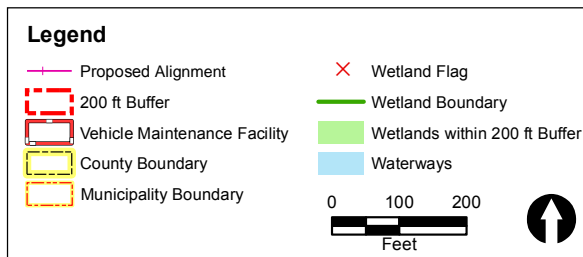 Legend
Proposed Alignment
200 ft Buffer
Vehicle Maintenance Facility
County Boundary
Municipality Boundary
Wetland Flag
Wetland Boundary
Wetlands within 200 ft Buffer
Waterways
0 100 200
Feet